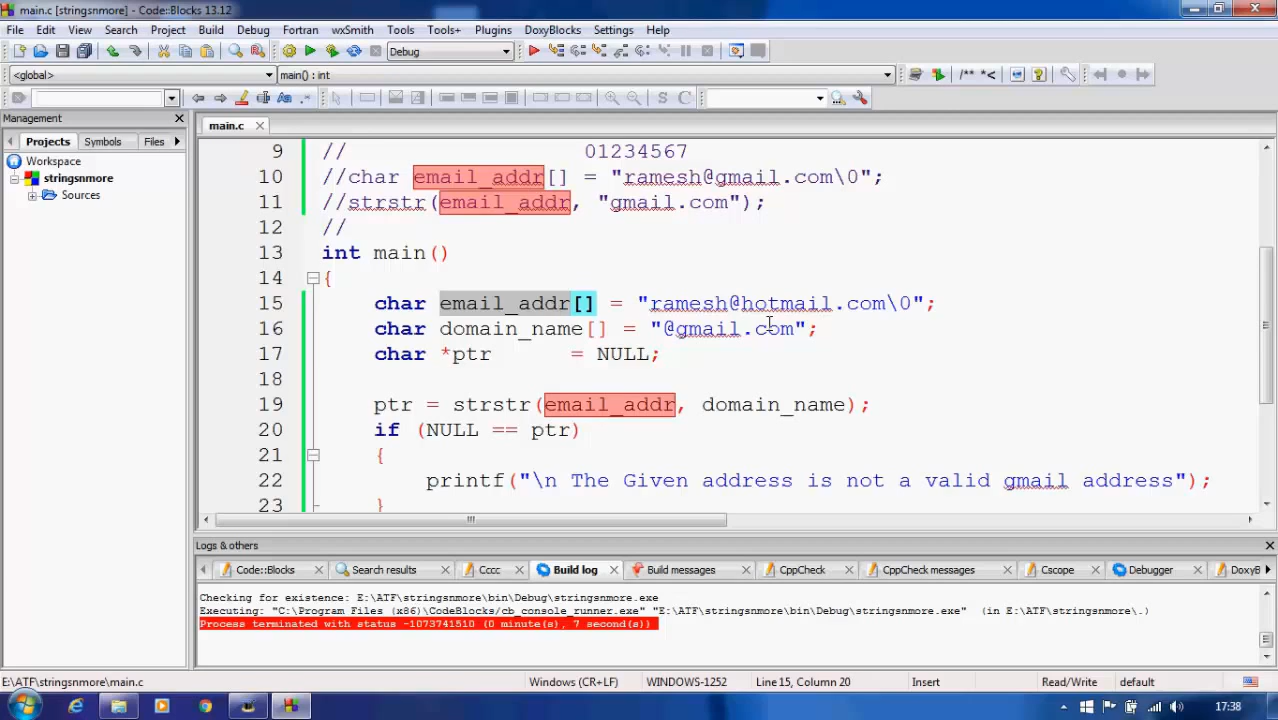 main.c [stringsnmore] - Code::Blocks 13.12
File Edit View Search Project Build Debug Fortran wxSmith Tools Tools+ Plugins DoxyBlocks Settings Help
Debug
<global> main() : int /** *<
S C
Management
main.c
Projects Symbols Files
Workspace
stringsnmore
Sources
9 // 01234567
10 //char email_addr[] = "ramesh@gmail.com\0";
11 //strstr(email_addr, "gmail.com");
12 //
13 int main()
14 {
15 char email_addr[] = "ramesh@hotmail.com\0";
16 char domain_name[] = "@gmail.com";
17 char *ptr = NULL;
18
19 ptr = strstr(email_addr, domain_name);
20 if (NULL == ptr)
21 {
22 printf("\n The Given address is not a valid gmail address");
23 }
Logs & others
Code::Blocks Search results Cccc Build log Build messages CppCheck CppCheck messages Cscope Debugger DoxyB
Checking for existence: E:\ATF\stringsnmore\bin\Debug\stringsnmore.exe
Executing: "C:\Program Files (x86)\CodeBlocks/cb_console_runner.exe" "E:\ATF\stringsnmore\bin\Debug\stringsnmore.exe" (in E:\ATF\stringsnmore\.)
Process terminated with status -1073741510 (0 minute(s), 7 second(s))
E:\ATF\stringsnmore\main.c Windows (CR+LF) WINDOWS-1252 Line 15, Column 20 Insert Read/Write default
17:38